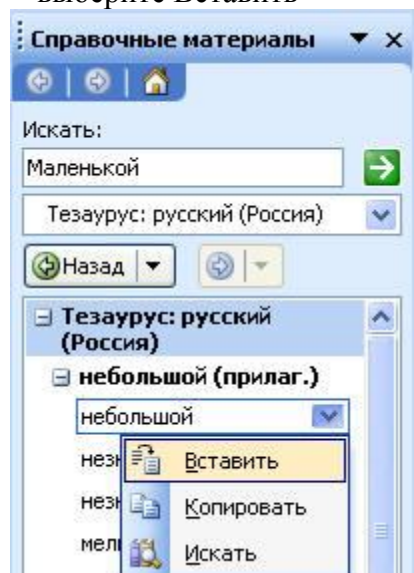 выберите Вставить
Справочные материалы
Искать:
Маленькой
Тезаурус: русский (Россия)
Назад
Тезаурус: русский
(Россия)
небольшой (прилаг.)
небольшой
Вставить
Копировать
Искать